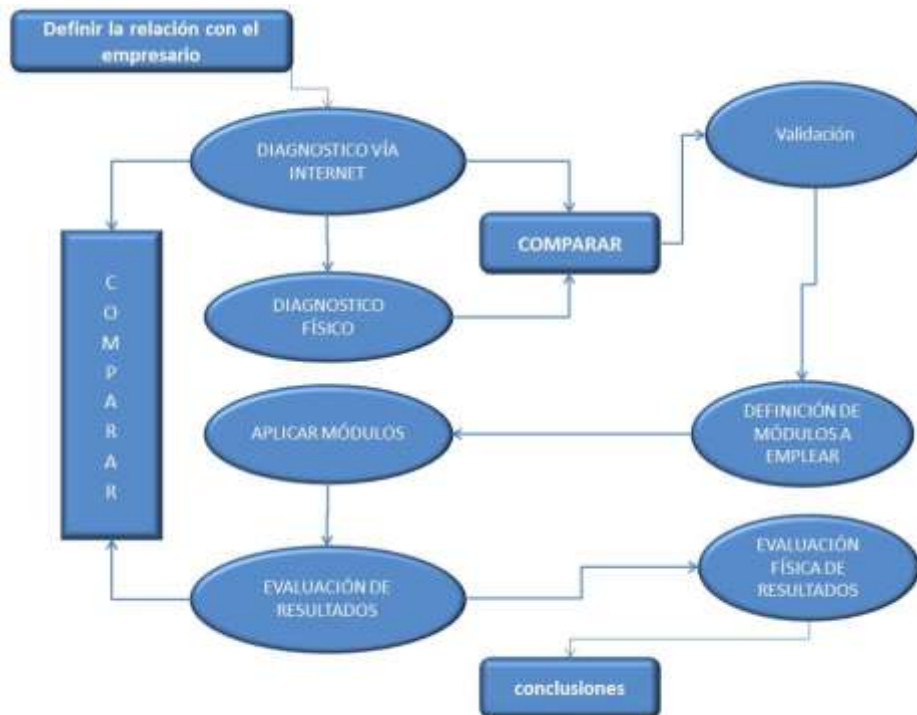 Definir la relación con el
empresario
DIAGNOSTICO VÍA
INTERNET
Validación
COMPARAR
C
O
M
P
A
R
A
R
DIAGNOSTICO
FÍSICO
APLICAR MÓDULOS
DEFINICIÓN DE
MÓDULOS A
EMPLEAR
EVALUACIÓN DE
RESULTADOS
EVALUACIÓN
FÍSICA DE
RESULTADOS
conclusiones